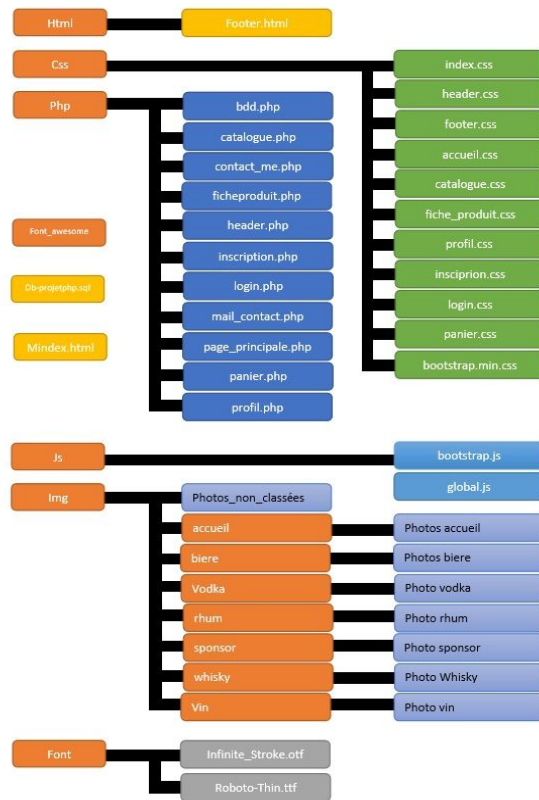 Html
Footer.html
Css
index.css
header.css
footer.css
accueil.css
catalogue.css
fiche_produit.css
profil.css
insciprion.css
login.css
panier.css
bootstrap.min.css
Php
bdd.php
catalogue.php
contact_me.php
ficheproduit.php
header.php
inscription.php
login.php
mail_contact.php
page_principale.php
panier.php
profil.php
Font_awesome
Db-projetphp.sql
Mindex.html
Js
bootstrap.js
global.js
Img
Photos_non_classées
accueil
Photos accueil
biere
Photos biere
Vodka
Photo vodka
rhum
Photo rhum
sponsor
Photo sponsor
whisky
Photo Whisky
Vin
Photo vin
Font
Infinite_Stroke.otf
Roboto-Thin.ttf